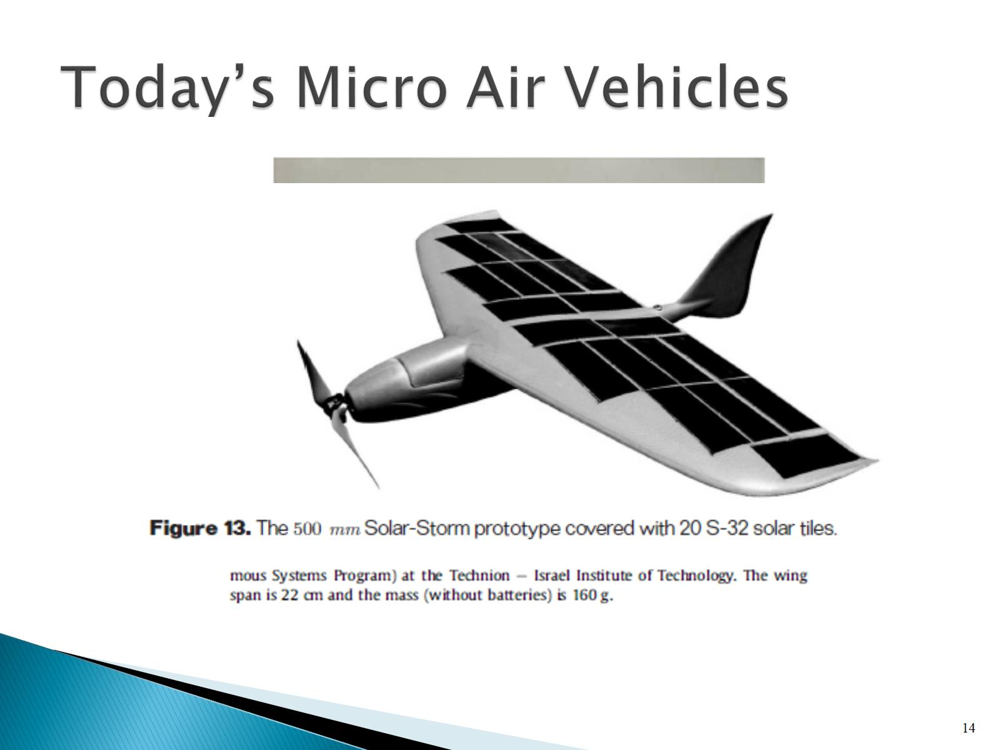 Today’s Micro Air Vehicles
Figure 13. The 500 mm Solar-Storm prototype covered with 20 S-32 solar tiles.
mous Systems Program) at the Technion – Israel Institute of Technology. The wing
span is 22 cm and the mass (without batteries) is 160 g.
14